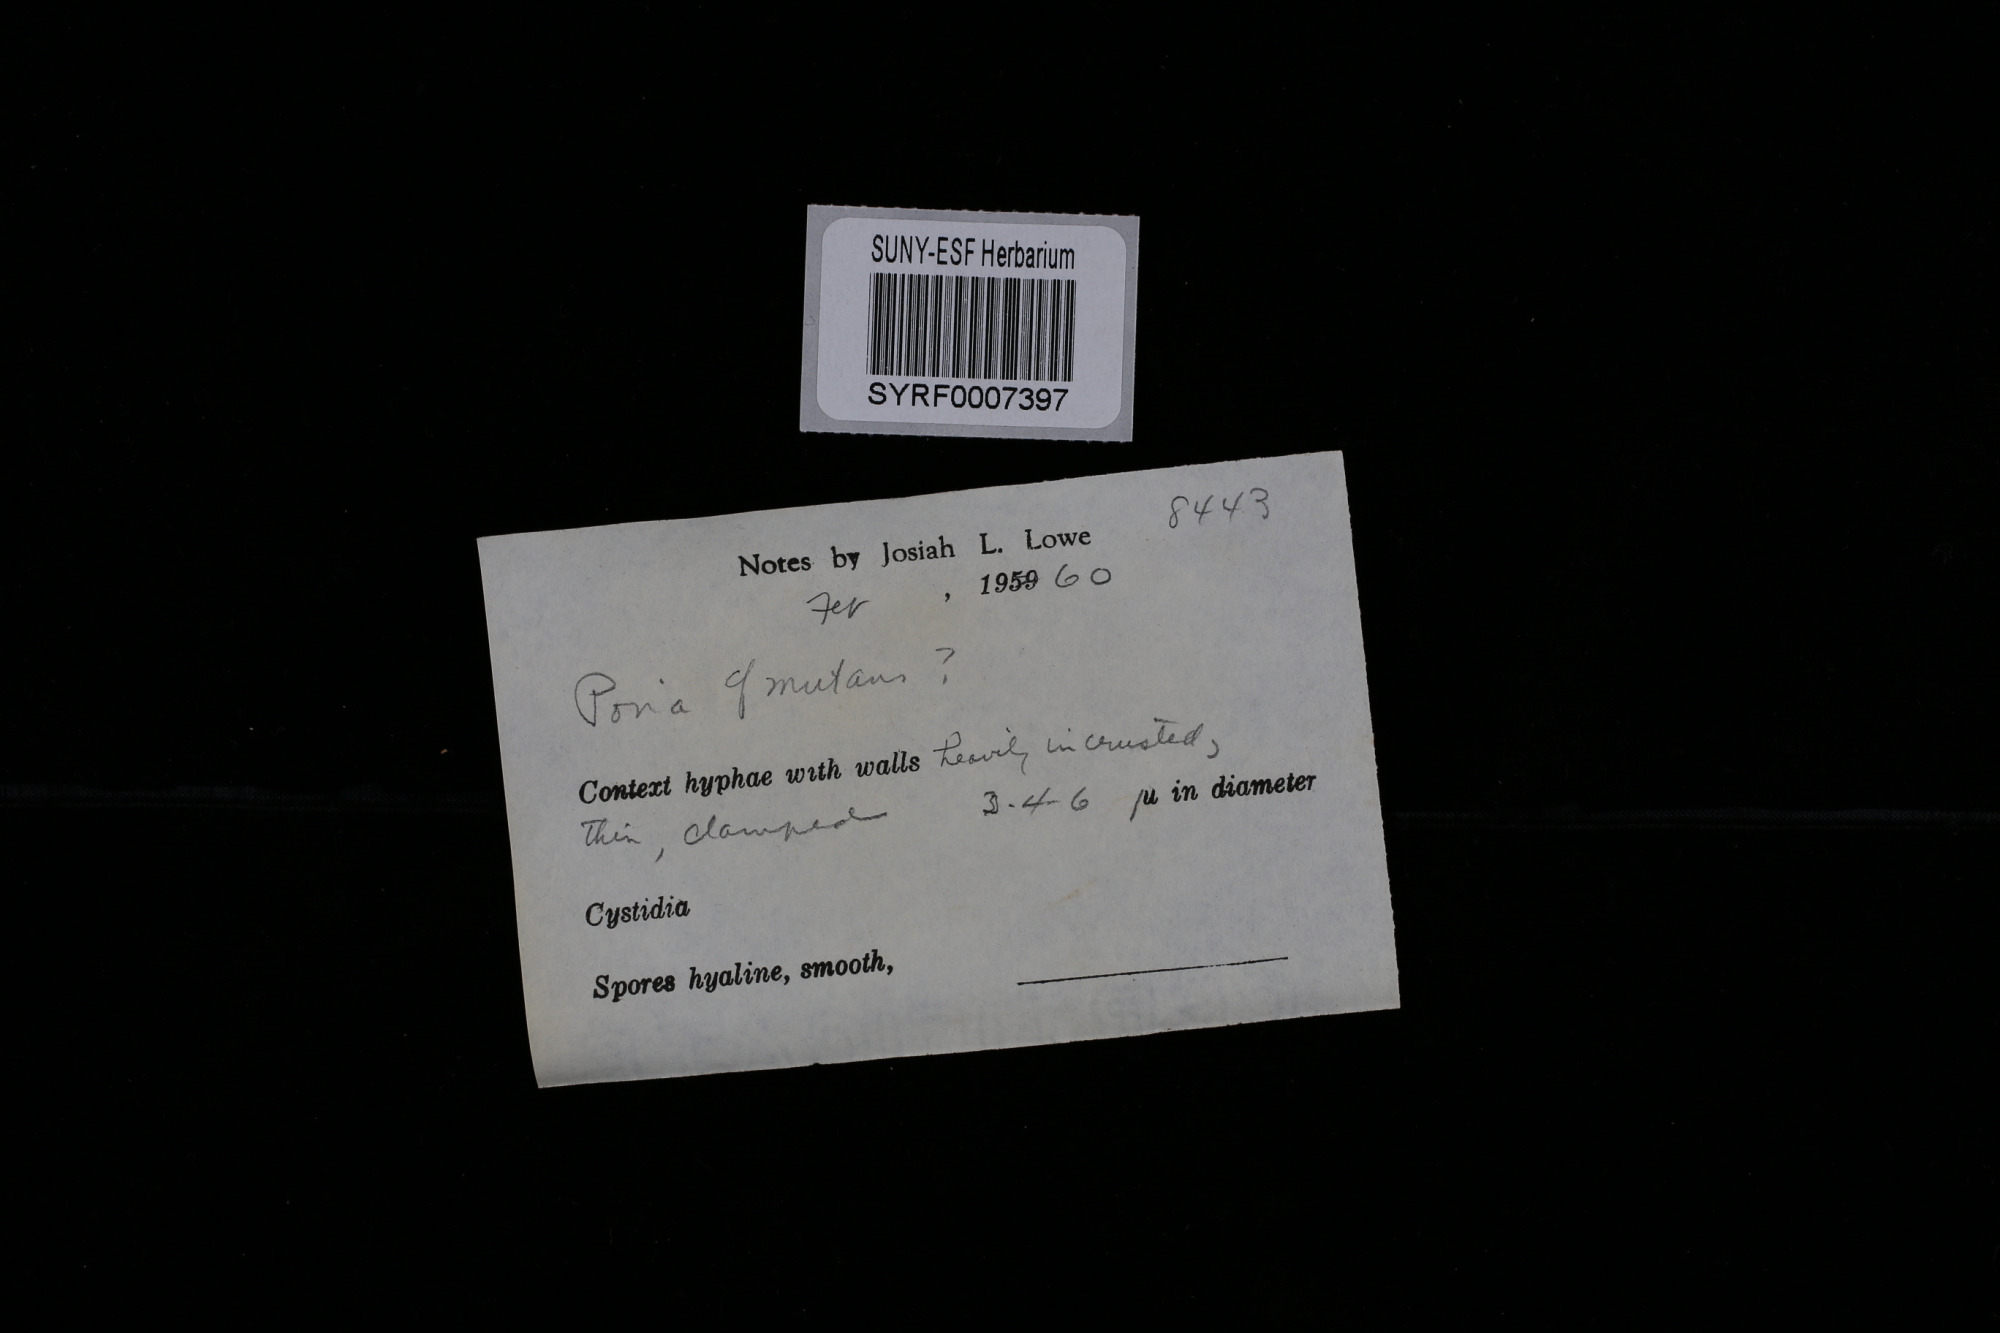 SUNY-ESF Herbarium
SYRF0007397
8443
Notes by Josiah L. Lowe
Feb , 1959 60
Poria cf mutans ?
Context hyphae with walls heavily incrusted,
thin, clamped 3-4-6 µ in diameter
Cystidia
Spores hyaline, smooth,